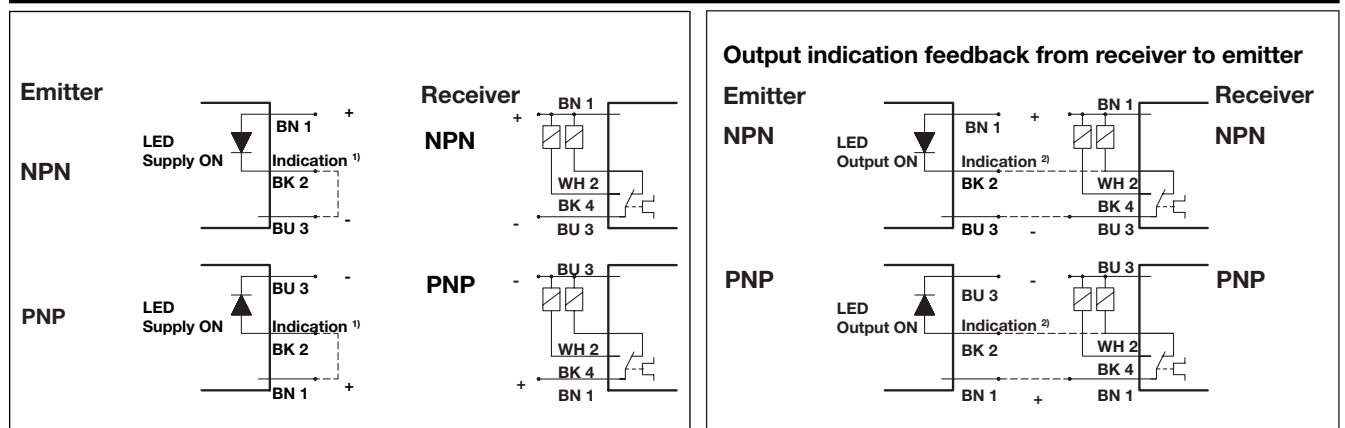 Emitter
NPN
LED
Supply ON
BN 1
+
Indication 1)
BK 2
BU 3
-
Receiver
NPN
+
BN 1
WH 2
BK 4
-
BU 3
PNP
LED
Supply ON
BU 3
-
Indication 1)
BK 2
BN 1
+
PNP
-
BU 3
WH 2
BK 4
+
BN 1
Output indication feedback from receiver to emitter
Emitter
NPN
LED
Output ON
BN 1
+
Indication 2)
BK 2
BU 3
-
BN 1
WH 2
BK 4
BU 3
Receiver
NPN
PNP
LED
Output ON
BU 3
-
Indication 2)
BK 2
BN 1
+
BU 3
WH 2
BK 4
BN 1
PNP